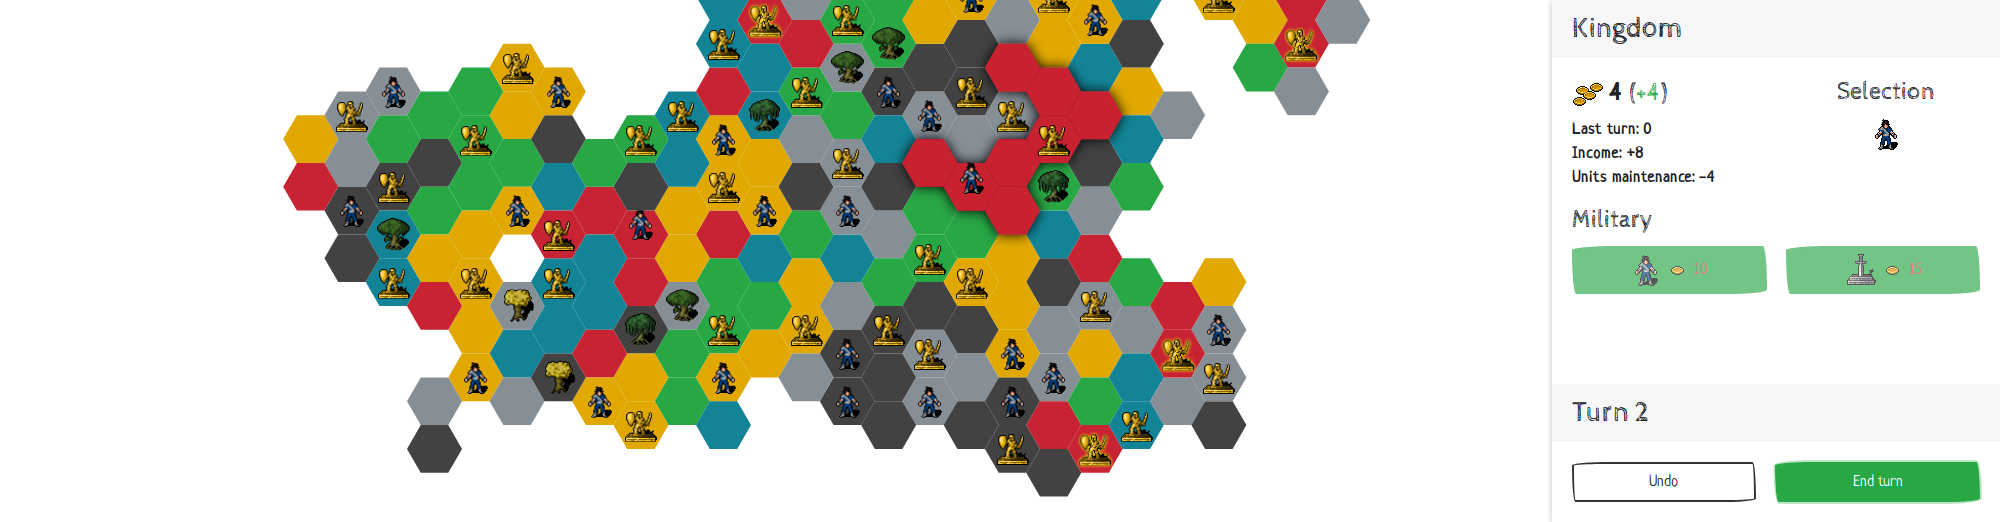 Kingdom
4 (+4)
Selection
Last turn: 0
Income: +8
Units maintenance: -4
Military
10
15
Turn 2
Undo
End turn